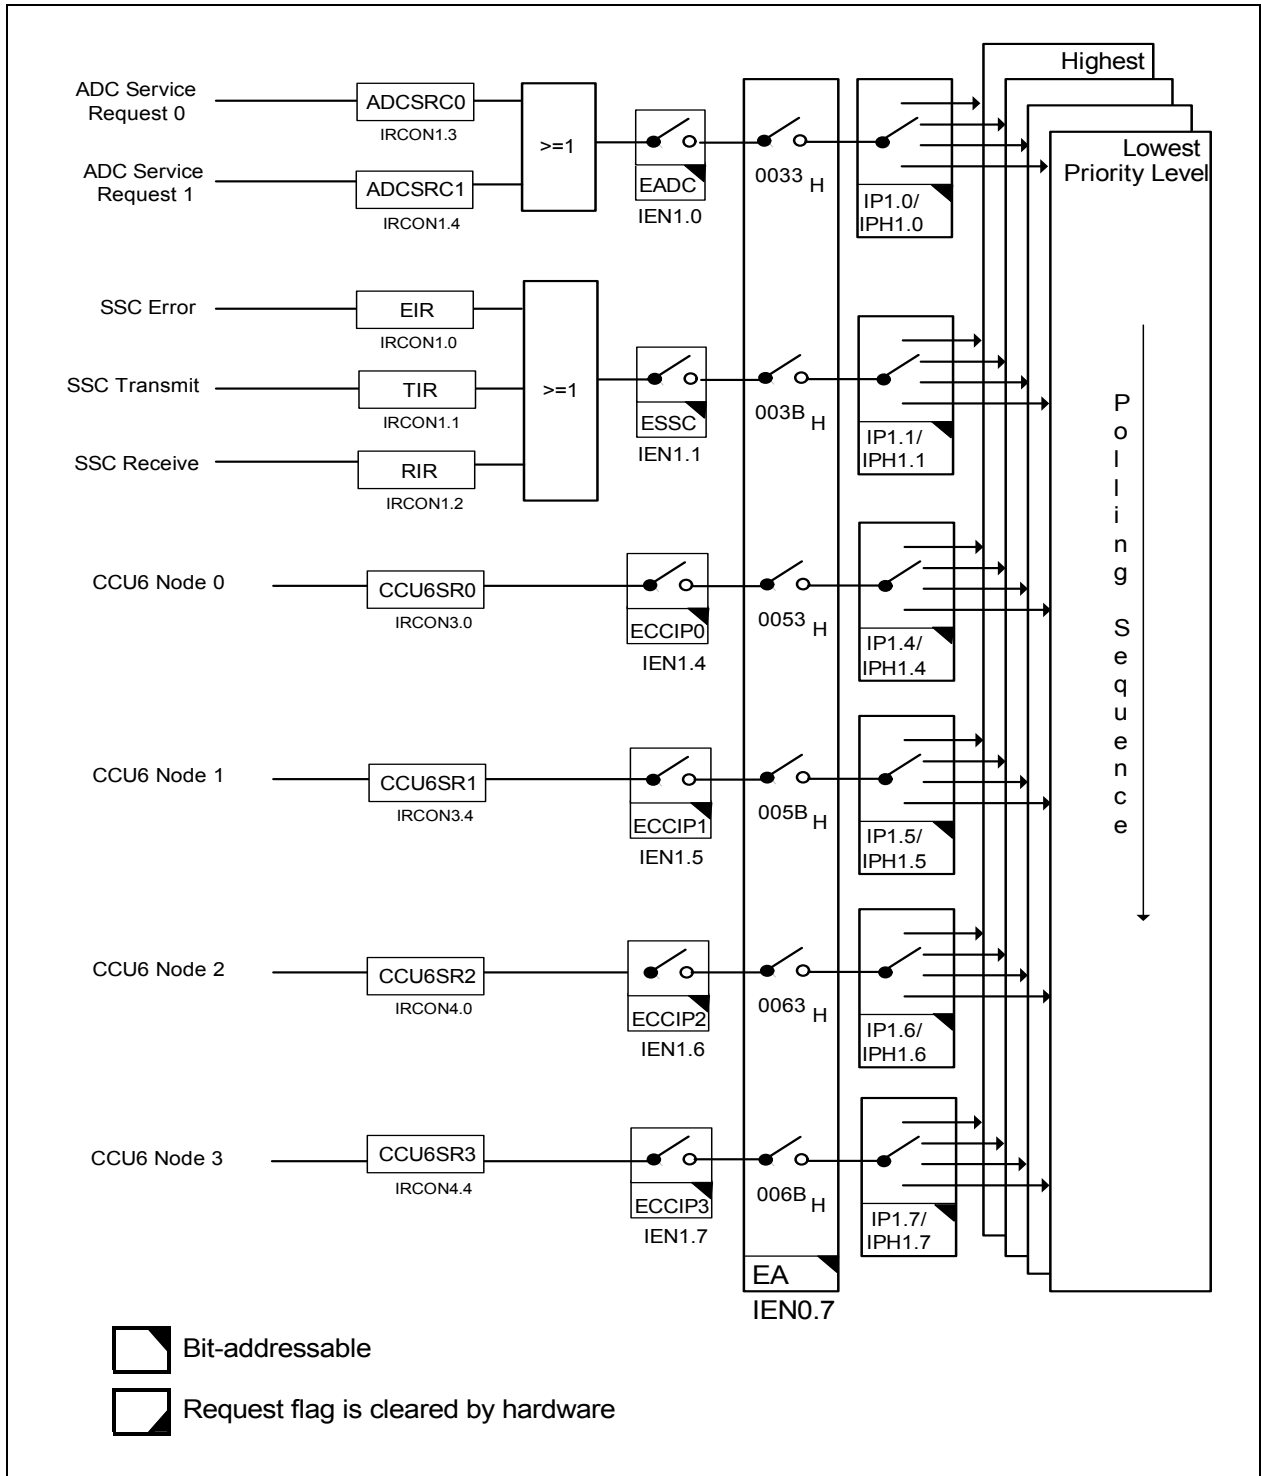 Highest
Lowest
Priority Level
ADC Service
Request 0
ADCSRC0
IRCON1.3
ADC Service
Request 1
ADCSRC1
IRCON1.4
>=1
EADC
IEN1.0
0033 H
IP1.0/
IPH1.0
SSC Error
EIR
IRCON1.0
SSC Transmit
TIR
IRCON1.1
SSC Receive
RIR
IRCON1.2
>=1
ESSC
IEN1.1
003B H
IP1.1/
IPH1.1
CCU6 Node 0
CCU6SR0
IRCON3.0
ECCIP0
IEN1.4
0053 H
IP1.4/
IPH1.4
CCU6 Node 1
CCU6SR1
IRCON3.4
ECCIP1
IEN1.5
005B H
IP1.5/
IPH1.5
CCU6 Node 2
CCU6SR2
IRCON4.0
ECCIP2
IEN1.6
0063 H
IP1.6/
IPH1.6
CCU6 Node 3
CCU6SR3
IRCON4.4
ECCIP3
IEN1.7
006B H
IP1.7/
IPH1.7
Polling Sequence
EA
IEN0.7
Bit-addressable
Request flag is cleared by hardware